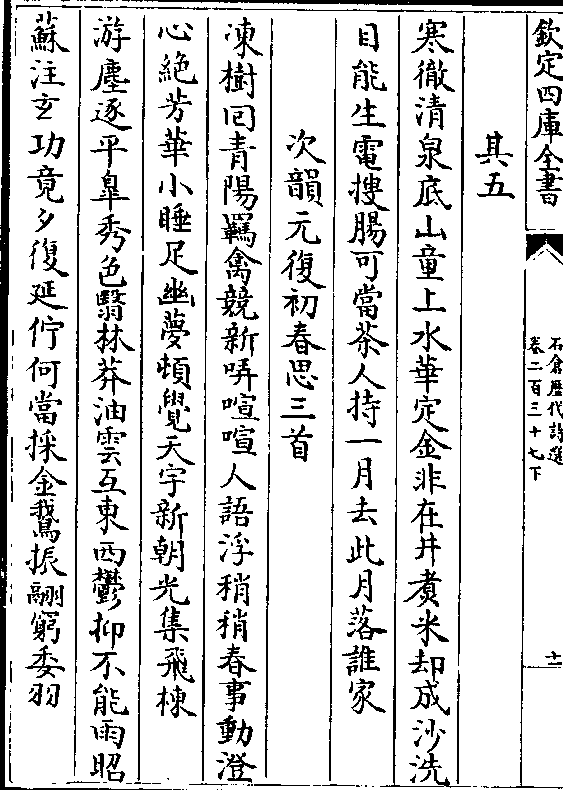 欽定四庫全書
石倉歷代詩選
卷二百三十七下
十一
其五
寒徹清泉底山童上水華定金非在井煑米却成沙洗
目能生電搜腸可當茶人持一月去此月落誰家
次韻元復初春思三首
凍樹回青陽羈禽競新哢喧喧人語浮稍稍春事動澄
心絶芳華小睡足幽夢頓覺天宇新朝光集飛棟
游塵逐平臯秀色翳林莽油雲互東西鬱抑不能雨昭
蘇注玄功竟夕復延佇何當採金鵞振翮窮委羽